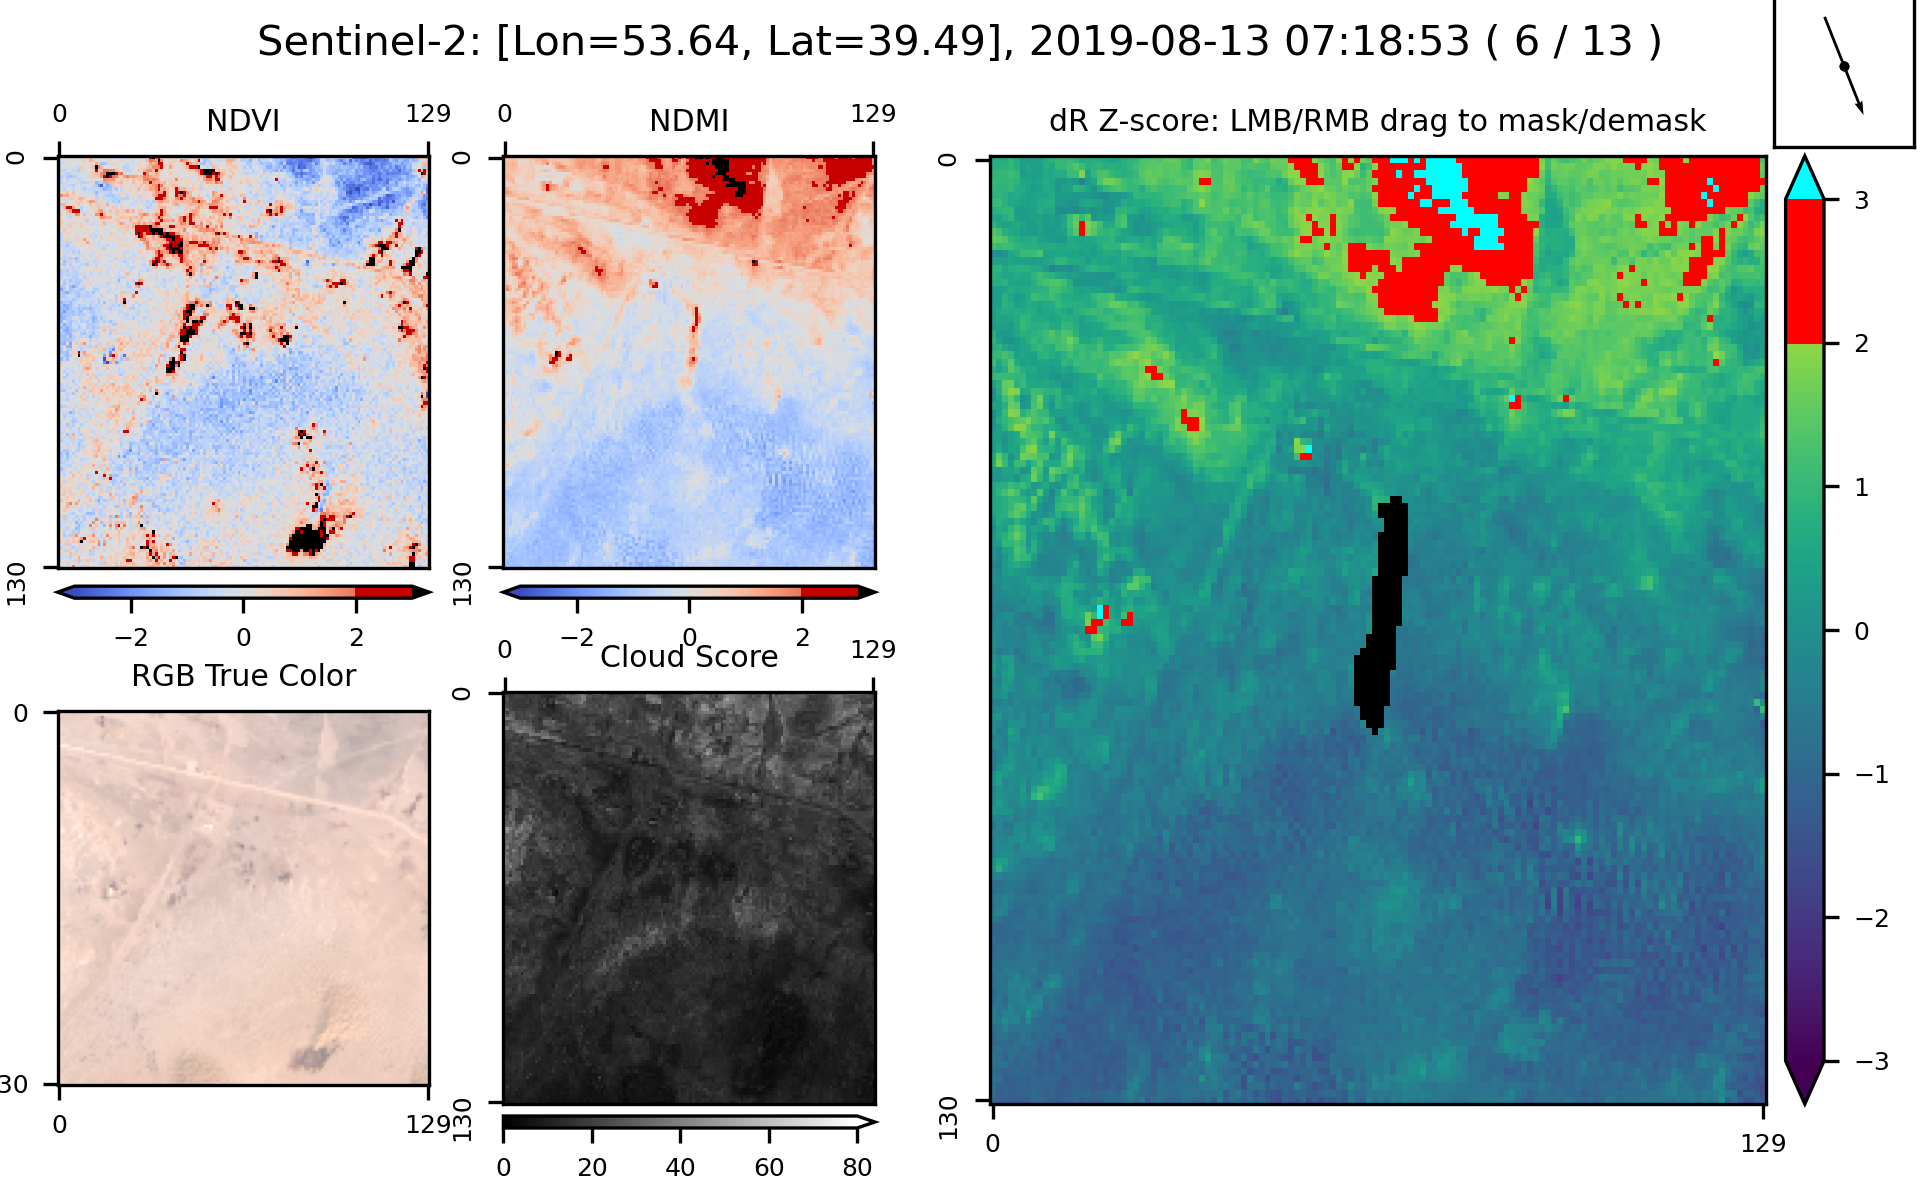 Sentinel-2: [Lon=53.64, Lat=39.49], 2019-08-13 07:18:53 ( 6 / 13 )
0 NDVI 129
0
130
−2 0 2
0 NDMI 129
0
130
−2 0 2
dR Z-score: LMB/RMB drag to mask/demask
0
130
0 129
3
2
1
0
−1
−2
−3
RGB True Color
0
30
0 129
0 Cloud Score 129
0
130
0 20 40 60 80